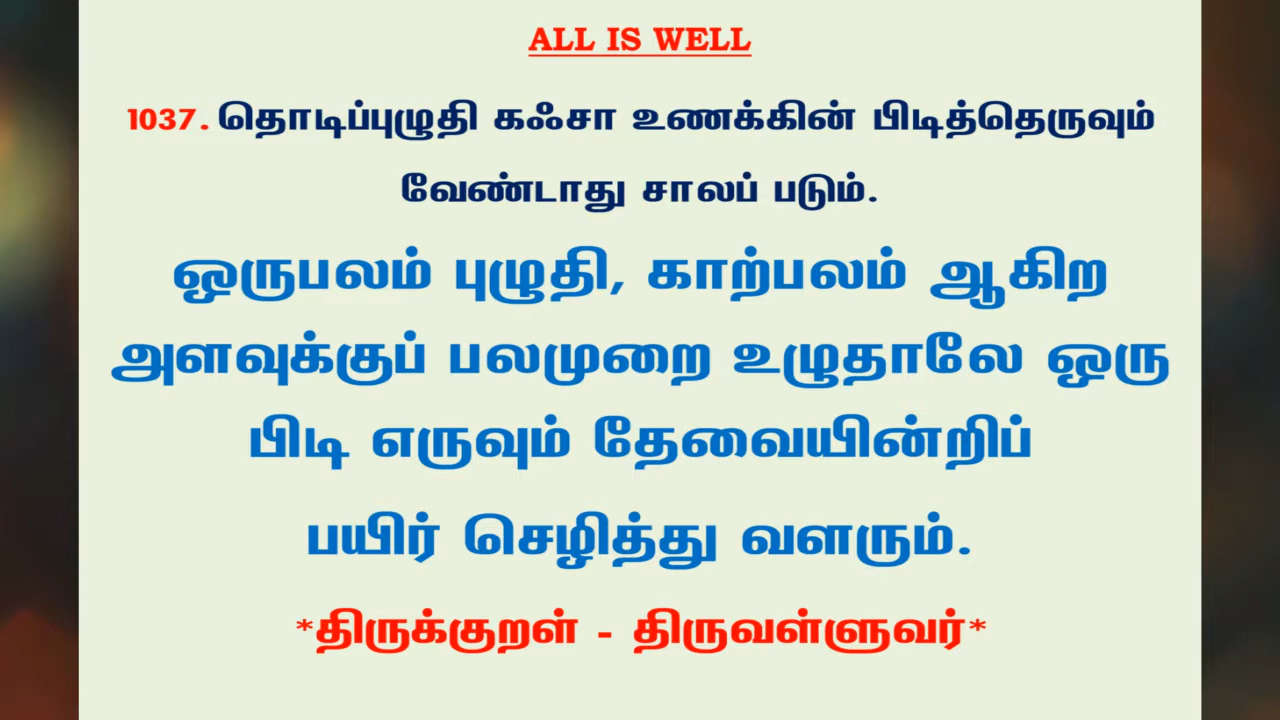 ALL IS WELL
1037. தொடிப்புழுதி கஃசா உணக்கின் பிடித்தெருவும்
வேண்டாது சாலப் படும்.
ஒருபலம் புழுதி, காற்பலம் ஆகிற
அளவுக்குப் பலமுறை உழுதாலே ஒரு
பிடி எருவும் தேவையின்றிப்
பயிர் செழித்து வளரும்.
*திருக்குறள் - திருவள்ளுவர்*